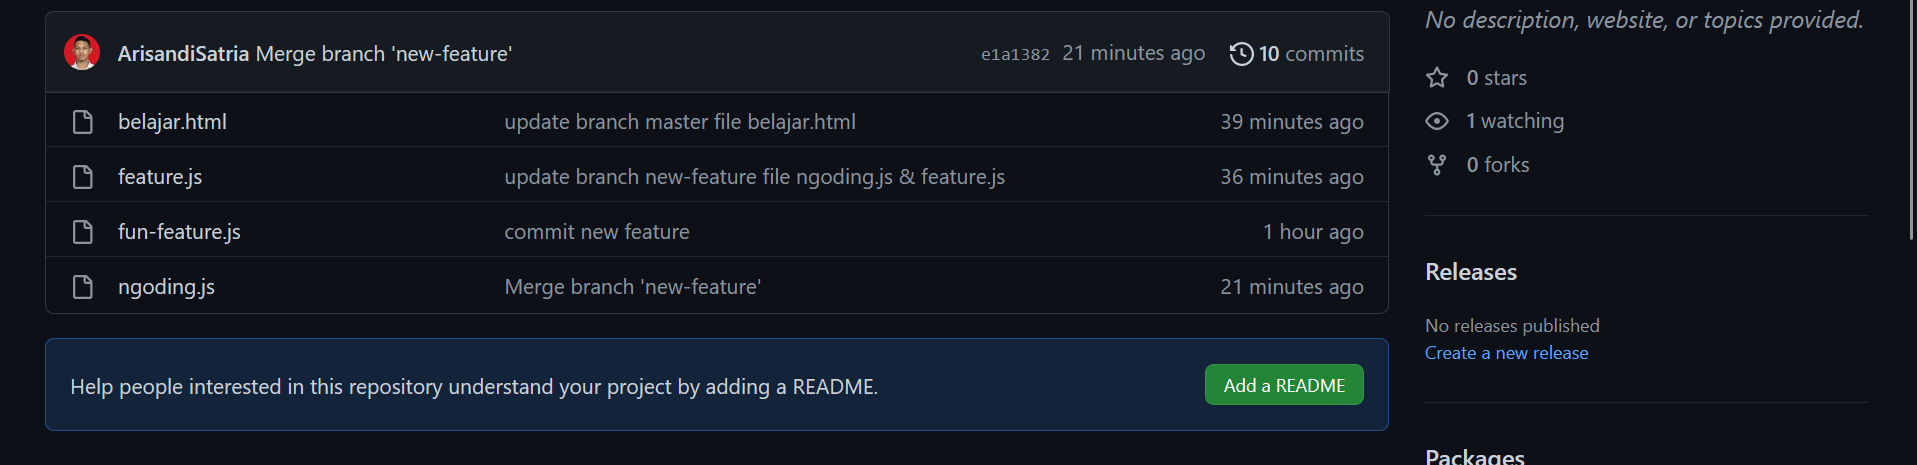 ArisandiSatria Merge branch 'new-feature' e1a1382 21 minutes ago 10 commits
belajar.html update branch master file belajar.html 39 minutes ago
feature.js update branch new-feature file ngoding.js & feature.js 36 minutes ago
fun-feature.js commit new feature 1 hour ago
ngoding.js Merge branch 'new-feature' 21 minutes ago
Help people interested in this repository understand your project by adding a README. Add a README
No description, website, or topics provided.
0 stars
1 watching
0 forks
Releases
No releases published
Create a new release
Packages